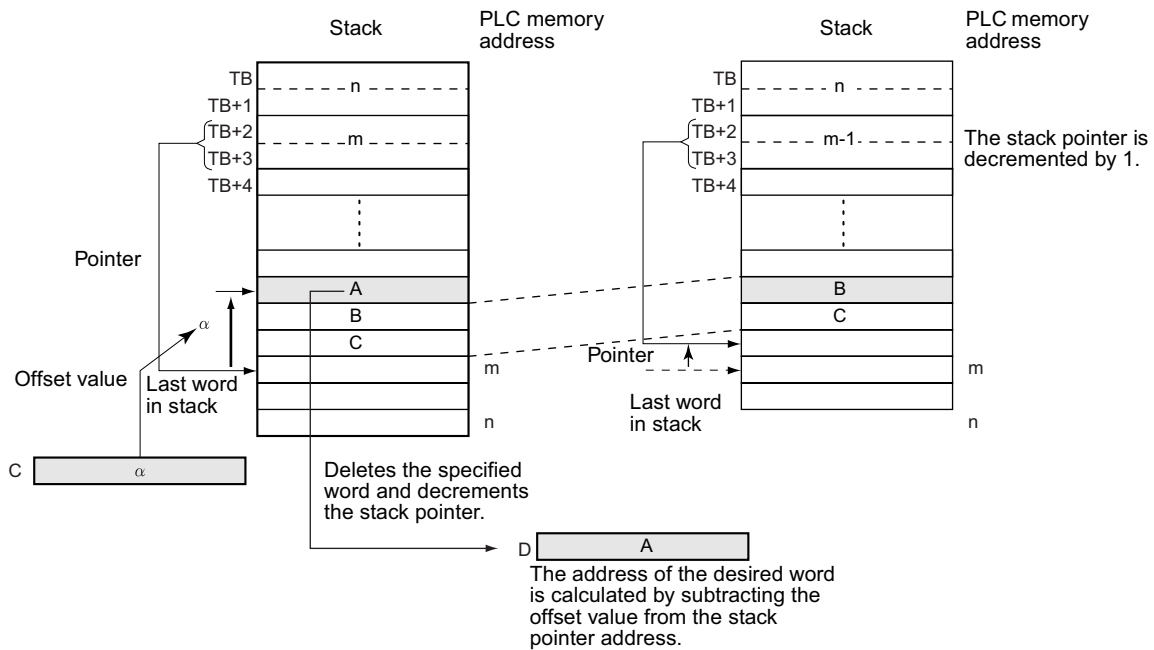 Stack
PLC memory
address
TB
n
TB+1
TB+2
m
TB+3
TB+4
Pointer
A
B
α
C
Offset value
Last word
in stack
m
n
C
α
Deletes the specified
word and decrements
the stack pointer.
D
A
The address of the desired word
is calculated by subtracting the
offset value from the stack
pointer address.
Stack
PLC memory
address
TB
n
TB+1
TB+2
m-1
TB+3
TB+4
The stack pointer is
decremented by 1.
B
C
Pointer
m
Last word
in stack
n